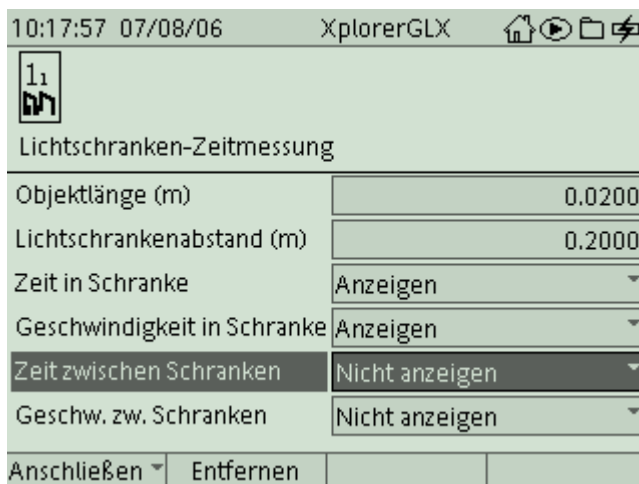 10:17:57 07/08/06 XplorerGLX
1₁
Lichtschranken-Zeitmessung
Objektlänge (m) 0.0200
Lichtschrankenabstand (m) 0.2000
Zeit in Schranke Anzeigen
Geschwindigkeit in Schranke Anzeigen
Zeit zwischen Schranken Nicht anzeigen
Geschw. zw. Schranken Nicht anzeigen
Anschließen Entfernen